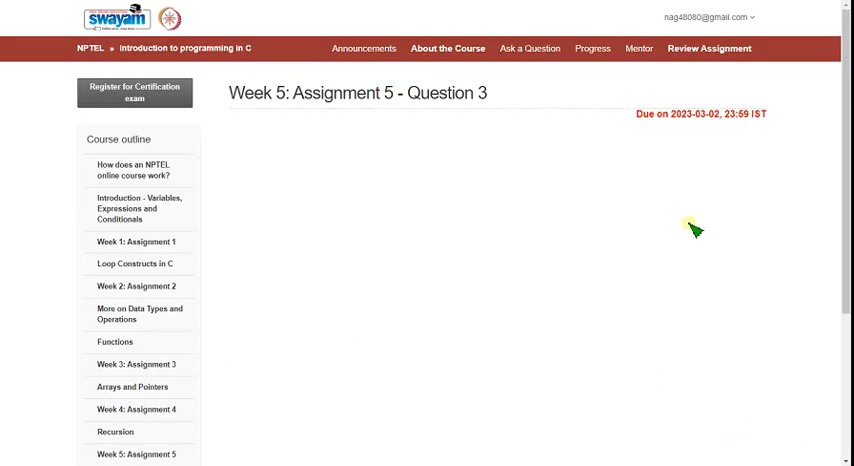 swayam
nag48080@gmail.com
NPTEL » Introduction to programming in C
Announcements About the Course Ask a Question Progress Mentor Review Assignment
Register for Certification
exam
Week 5: Assignment 5 - Question 3
Due on 2023-03-02, 23:59 IST
Course outline
How does an NPTEL
online course work?
Introduction - Variables,
Expressions and
Conditionals
Week 1: Assignment 1
Loop Constructs in C
Week 2: Assignment 2
More on Data Types and
Operations
Functions
Week 3: Assignment 3
Arrays and Pointers
Week 4: Assignment 4
Recursion
Week 5: Assignment 5